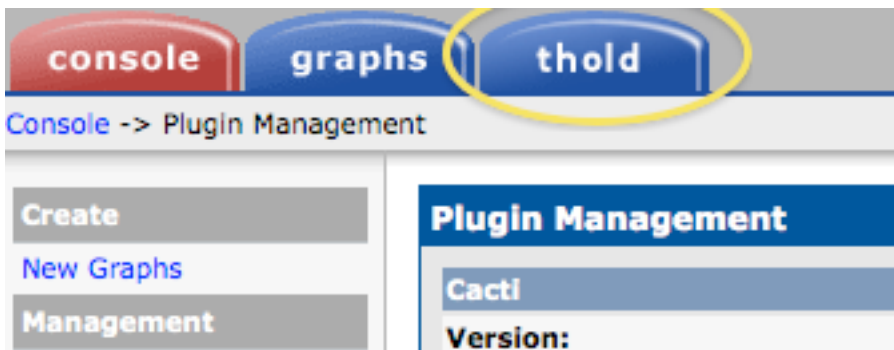 console graphs thold
Console -> Plugin Management
Create
New Graphs
Management
Plugin Management
Cacti
Version: